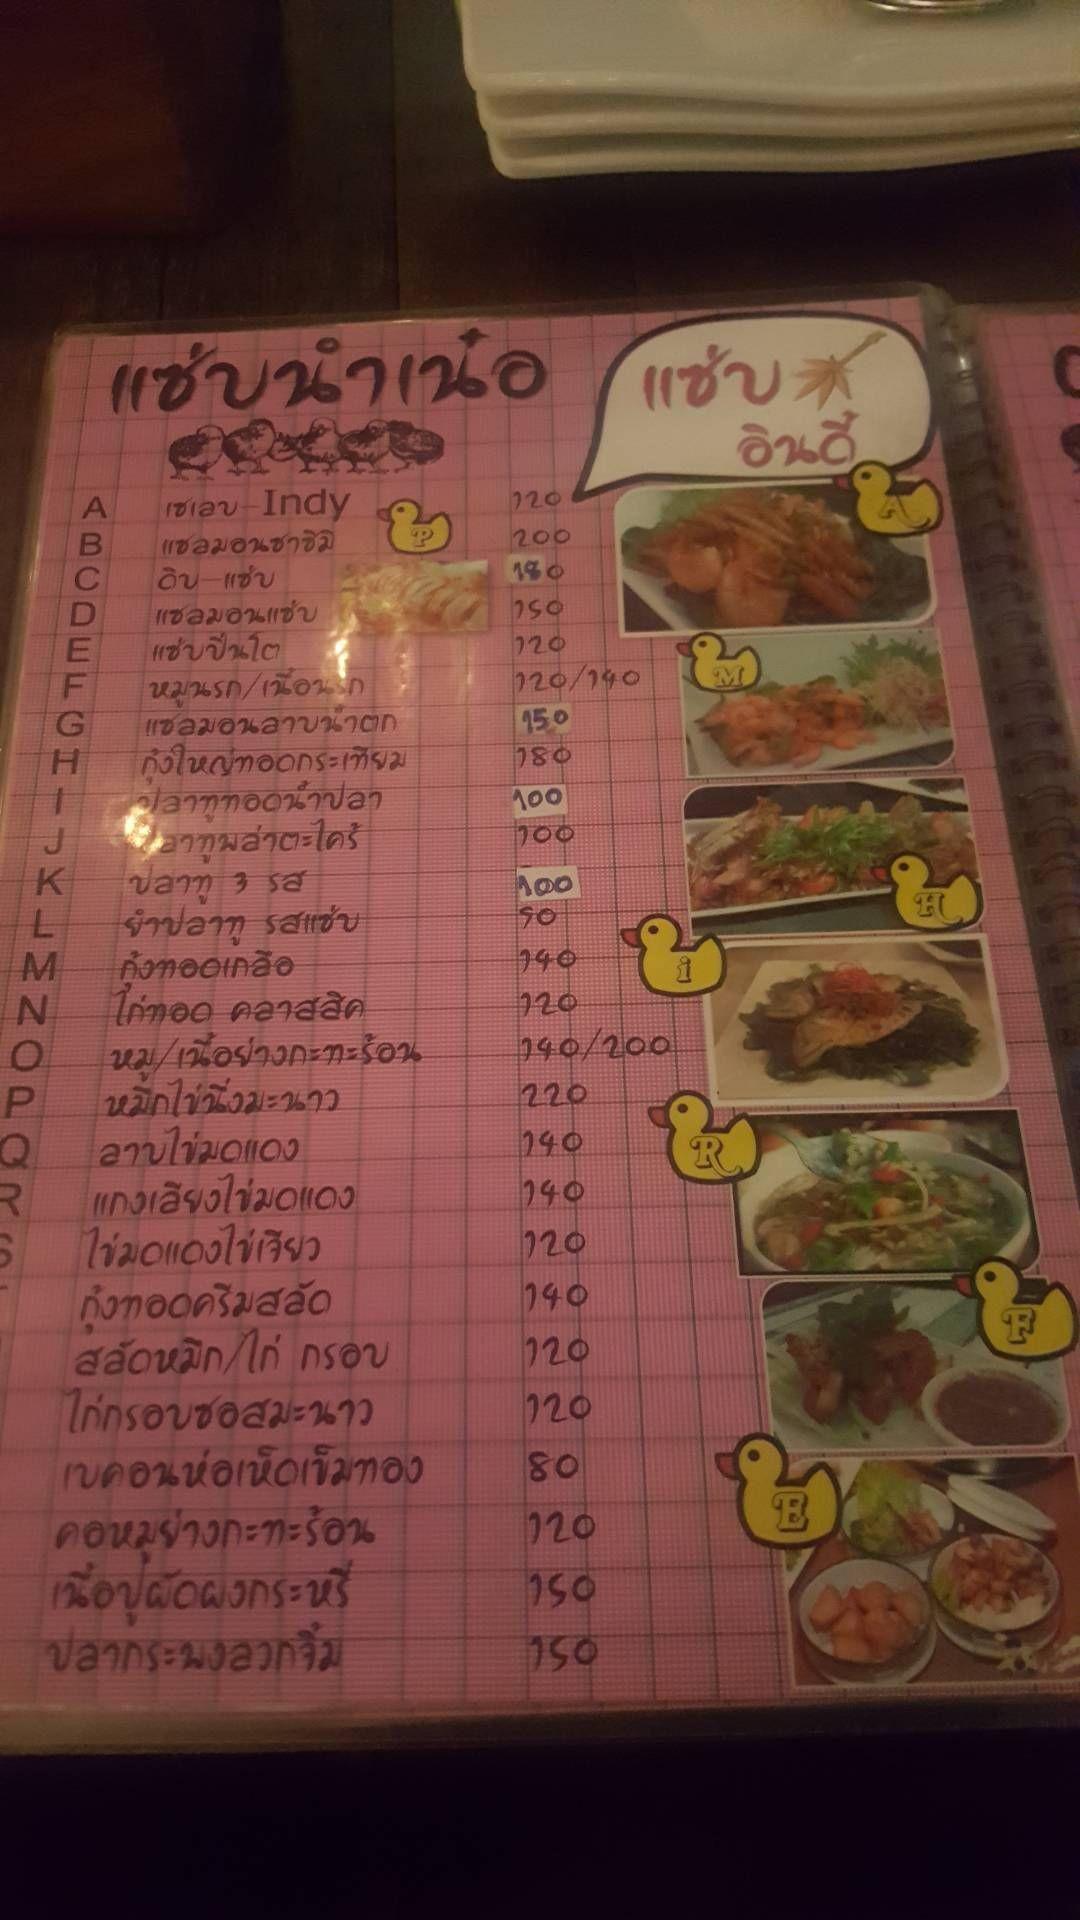 แซ่บนำเน๋อ
แซ่บ
อินดี้
A เซเลบ-Indy 120
B แซลมอนซาชิมิ 200
C ดิบ-แซ่บ 180
D แซลมอนแซ่บ 150
E แซ่บปิ่นโต 120
F หมูนรก/เนื้อนรก 120/140
G แซลมอนลาบน้ำตก 150
H กุ้งใหญ่ทอดกระเทียม 180
I ปลาทูทอดน้ำปลา 100
J ปลาทูพล่าตะไคร้ 100
K ปลาทู 3 รส 100
L ยำปลาทู รสแซ่บ 90
M กุ้งทอดเกลือ 140
N ไก่ทอด คลาสสิค 120
O หมู/เนื้อย่างกะทะร้อน 140/200
P หมึกไข่นึ่งมะนาว 220
Q ลาบไข่มดแดง 140
R แกงเลียงไข่มดแดง 140
S ไข่มดแดงไข่เจียว 120
กุ้งทอดครีมสลัด 140
สลัดหมึก/ไก่ กรอบ 120
ไก่กรอบซอสมะนาว 120
เบคอนห่อเห็ดเข็มทอง 80
คอหมูย่างกะทะร้อน 120
เนื้อปูผัดผงกระหรี่ 150
ปลากระพงลวกจิ้ม 150
P
A
M
H
i
R
F
E